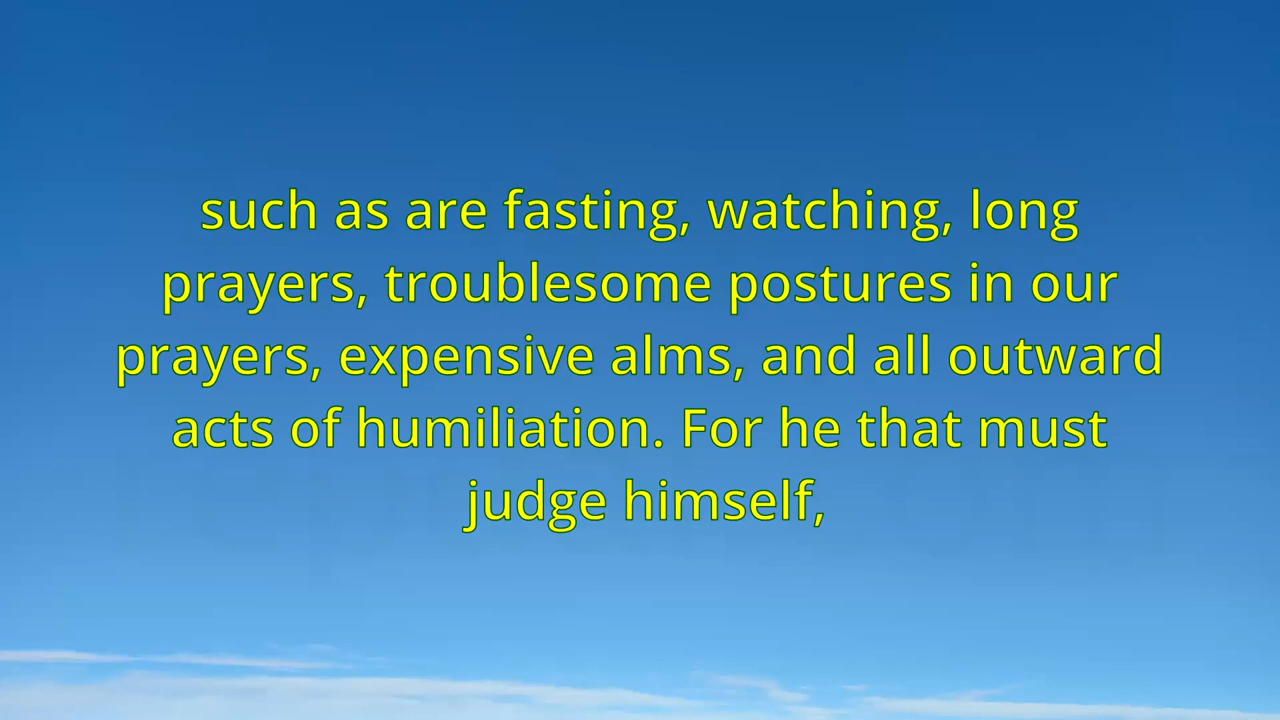 such as are fasting, watching, long
prayers, troublesome postures in our
prayers, expensive alms, and all outward
acts of humiliation. For he that must
judge himself,